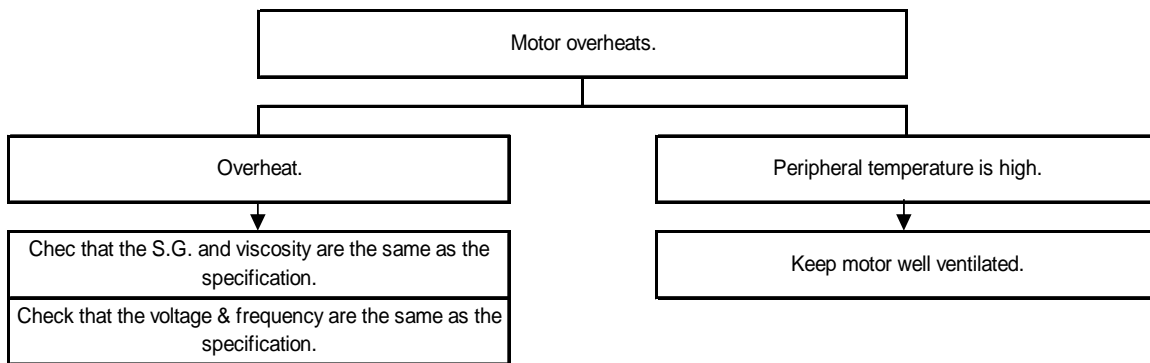 Motor overheats.
Overheat.
Peripheral temperature is high.
Chec that the S.G. and viscosity are the same as the
specification.
Keep motor well ventilated.
Check that the voltage & frequency are the same as the
specification.